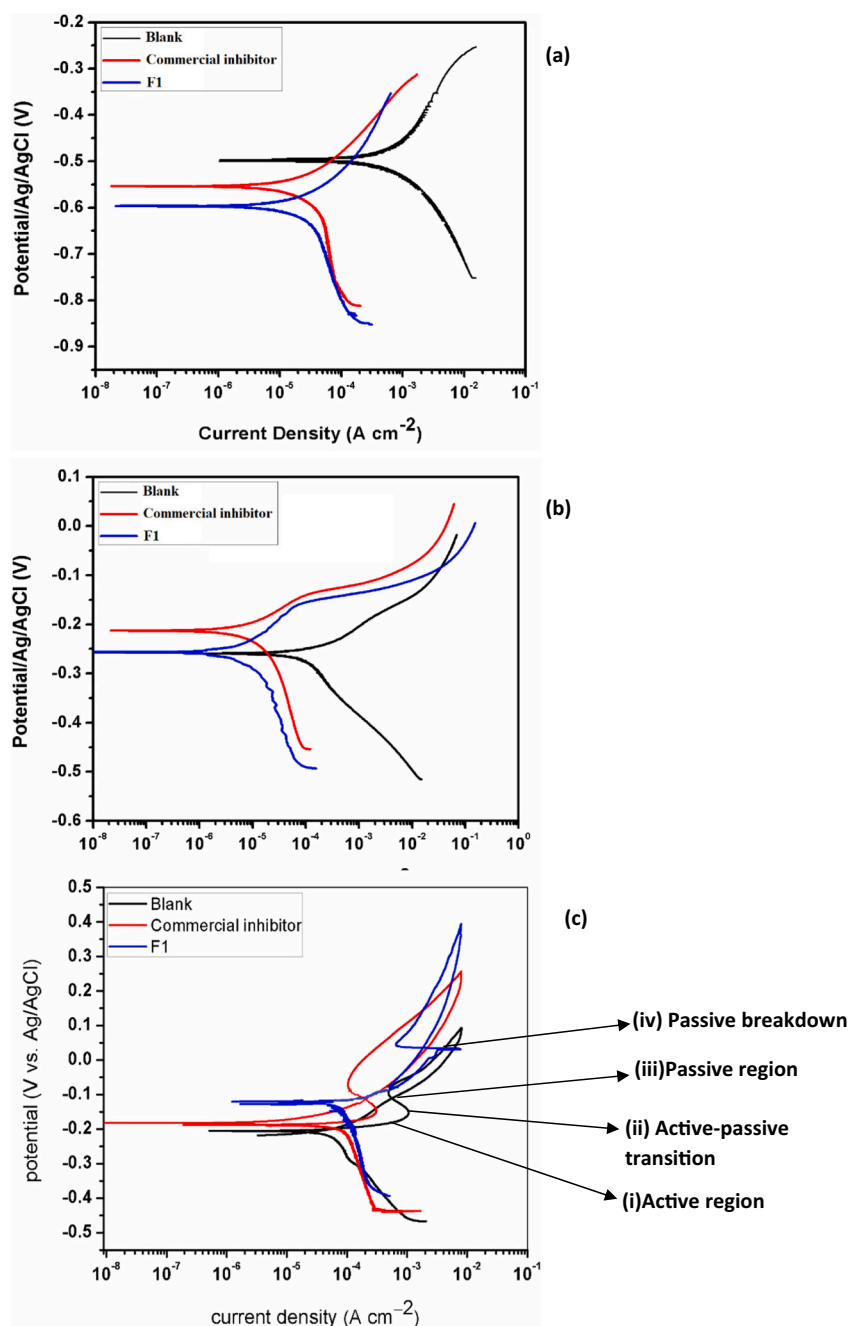 (a)
Blank
Commercial inhibitor
F1
Potential/Ag/AgCl (V)
-0.2
-0.3
-0.4
-0.5
-0.6
-0.7
-0.8
-0.9
10⁻⁸ 10⁻⁷ 10⁻⁶ 10⁻⁵ 10⁻⁴ 10⁻³ 10⁻² 10⁻¹
Current Density (A cm⁻²)
(b)
Blank
Commercial inhibitor
F1
Potential/Ag/AgCl (V)
0.1
0.0
-0.1
-0.2
-0.3
-0.4
-0.5
-0.6
10⁻⁸ 10⁻⁷ 10⁻⁶ 10⁻⁵ 10⁻⁴ 10⁻³ 10⁻² 10⁻¹ 10⁰
(c)
Blank
Commercial inhibitor
F1
potential (V vs. Ag/AgCl)
0.5
0.4
0.3
0.2
0.1
0.0
-0.1
-0.2
-0.3
-0.4
-0.5
10⁻⁸ 10⁻⁷ 10⁻⁶ 10⁻⁵ 10⁻⁴ 10⁻³ 10⁻² 10⁻¹
current density (A cm⁻²)
(iv) Passive breakdown
(iii)Passive region
(ii) Active-passive
transition
(i)Active region